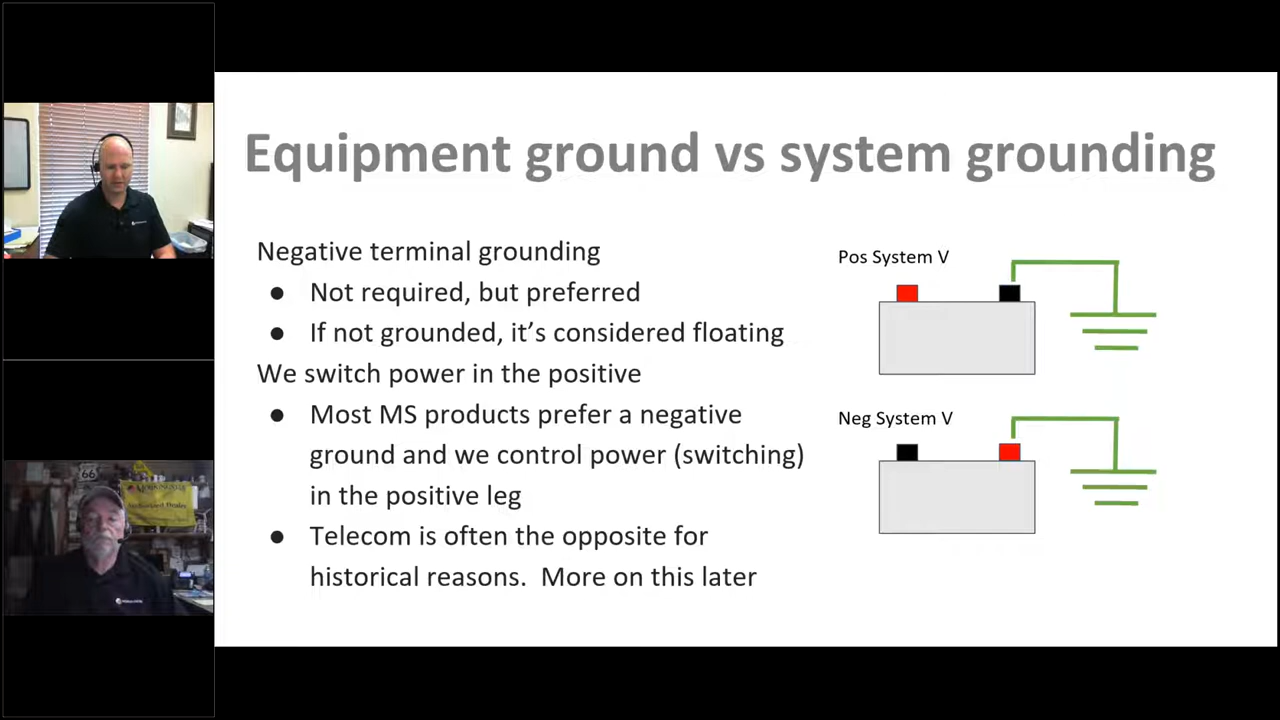 Equipment ground vs system grounding
Negative terminal grounding
● Not required, but preferred
● If not grounded, it’s considered floating
We switch power in the positive
● Most MS products prefer a negative
ground and we control power (switching)
in the positive leg
● Telecom is often the opposite for
historical reasons.  More on this later
Pos System V
Neg System V
66